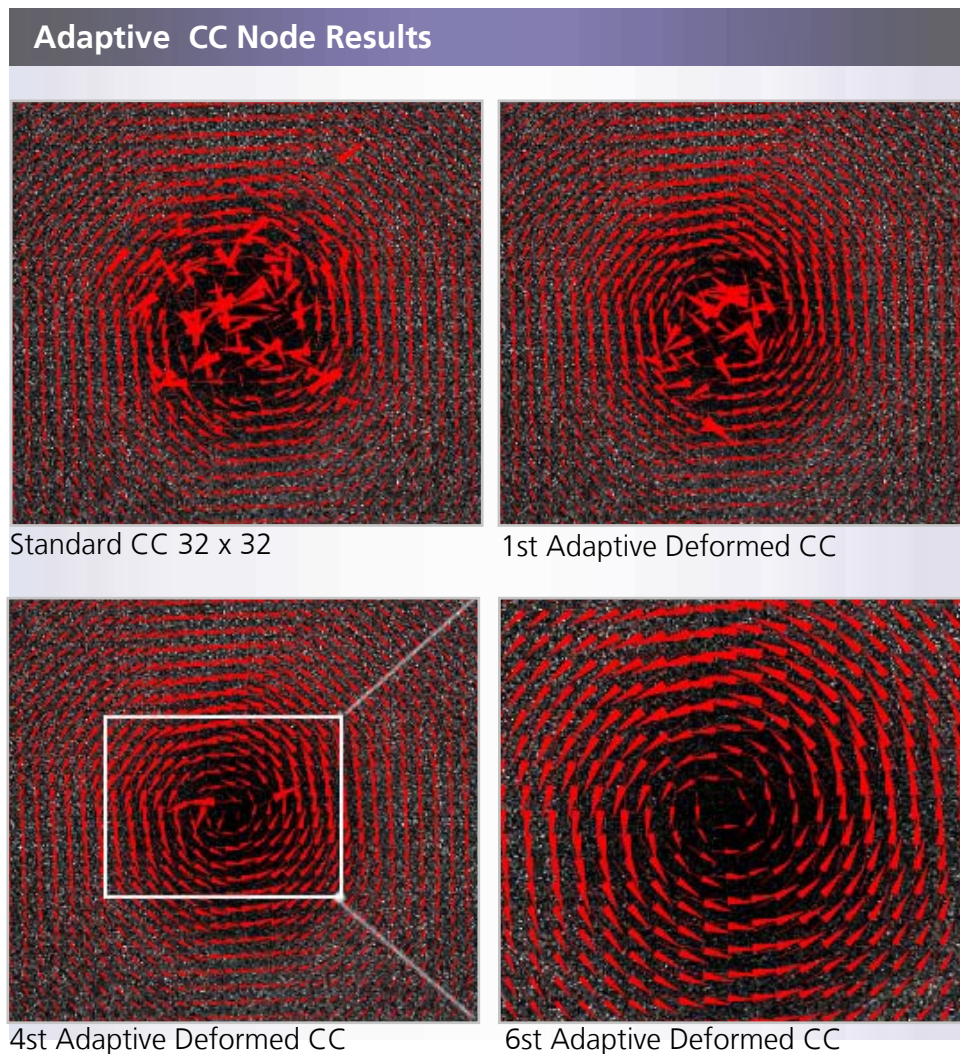 Adaptive CC Node Results
Standard CC 32 x 32
1st Adaptive Deformed CC
4st Adaptive Deformed CC
6st Adaptive Deformed CC